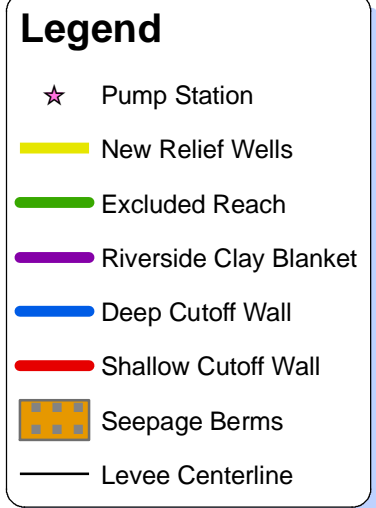 Legend
Pump Station
New Relief Wells
Excluded Reach
Riverside Clay Blanket
Deep Cutoff Wall
Shallow Cutoff Wall
Seepage Berms
Levee Centerline